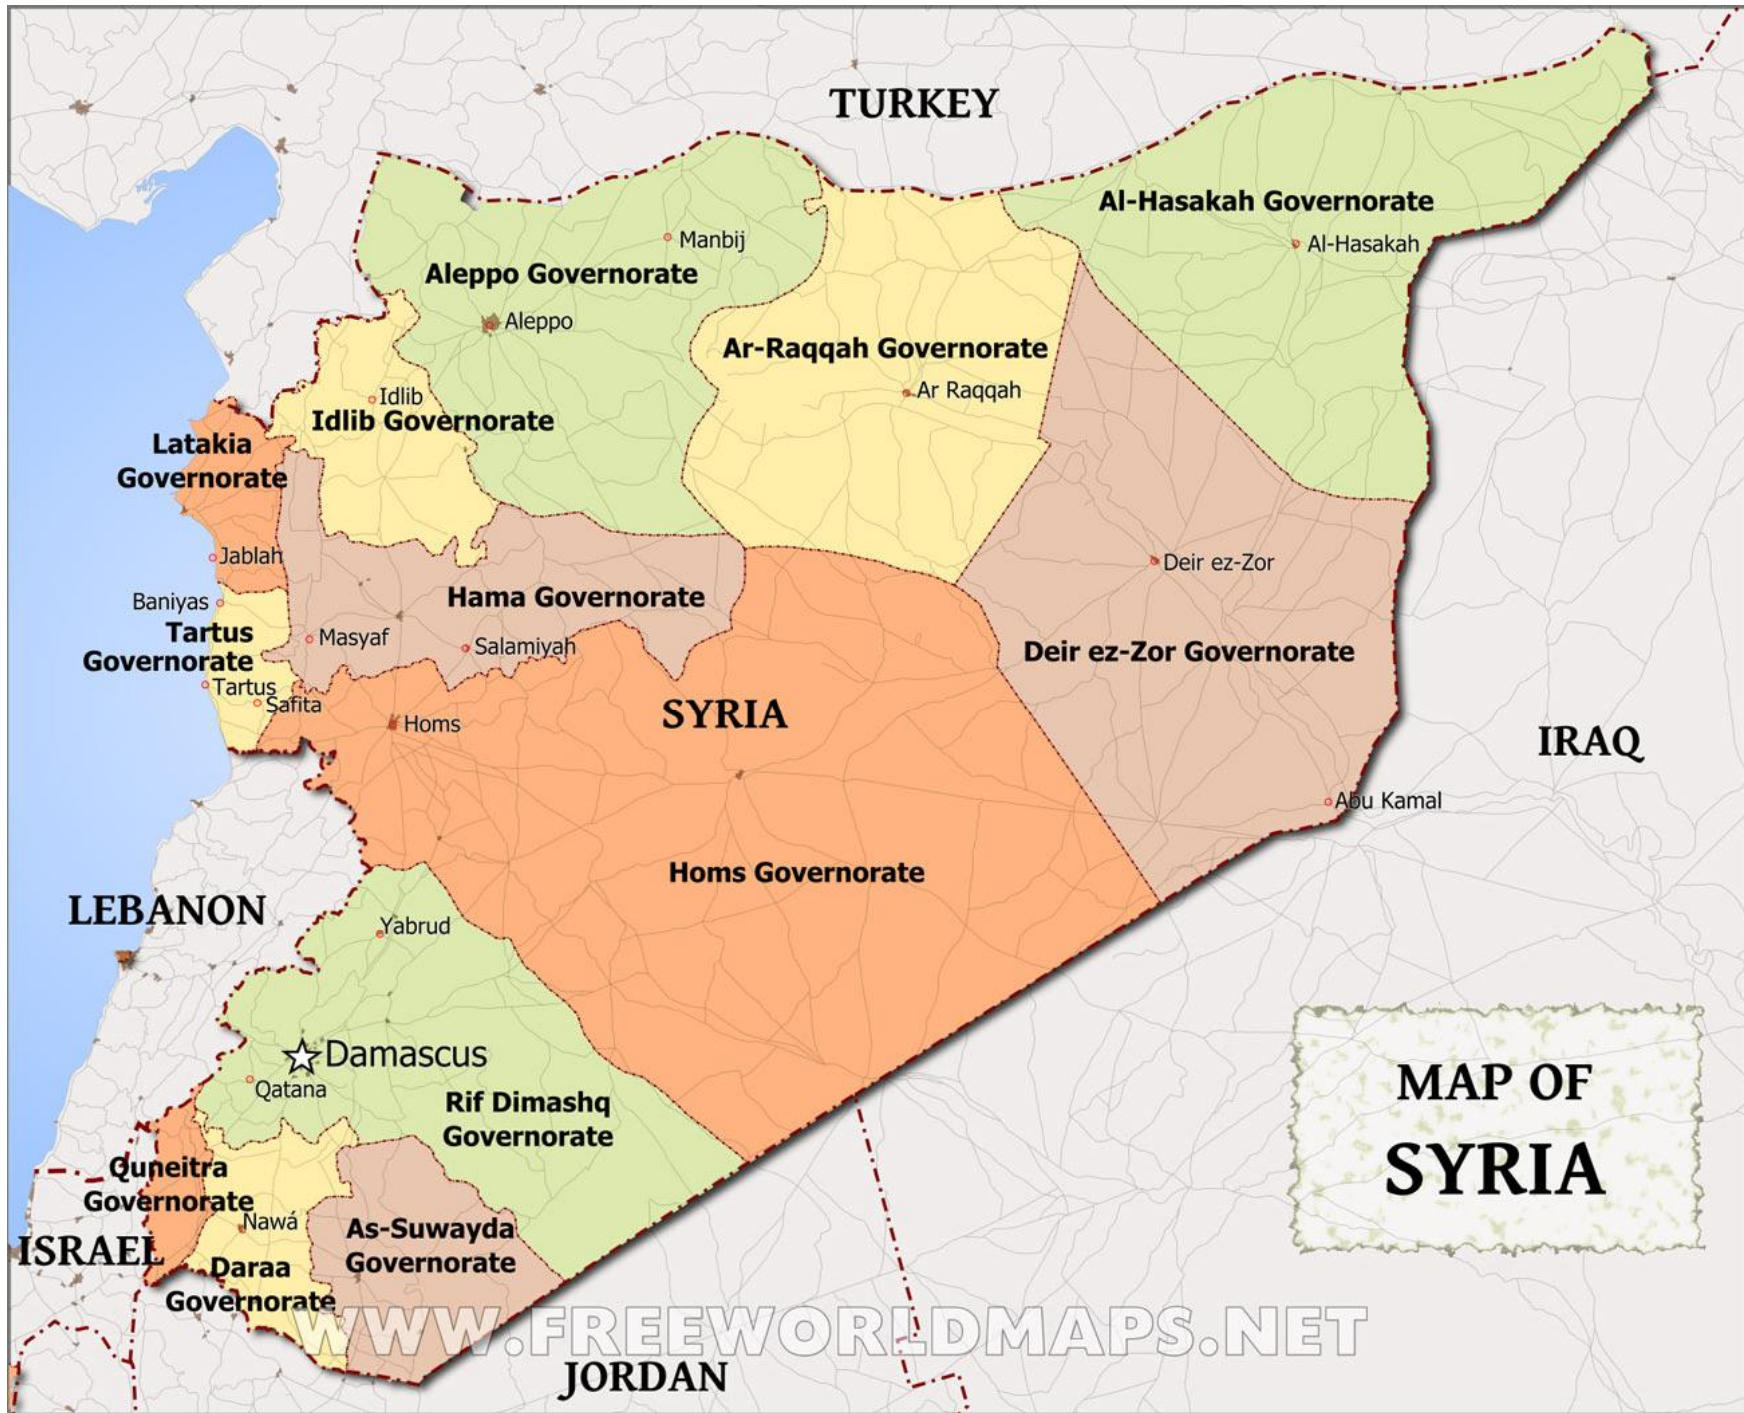 TURKEY
Al-Hasakah Governorate
Manbij
Al-Hasakah
Aleppo Governorate
Aleppo
Ar-Raqqah Governorate
Ar Raqqah
Idlib
Idlib Governorate
Latakia
Governorate
Jablah
Deir ez-Zor
Baniyas
Hama Governorate
Tartus
Governorate
Masyaf
Salamiyah
Deir ez-Zor Governorate
Tartus
Safita
SYRIA
Homs
IRAQ
Abu Kamal
Homs Governorate
LEBANON
Yabrud
Damascus
Qatana
Rif Dimashq
Governorate
MAP OF
SYRIA
Quneitra
Governorate
Nawá
As-Suwayda
Governorate
ISRAEL
Daraa
Governorate
WWW.FREEWORLDMAPS.NET
JORDAN